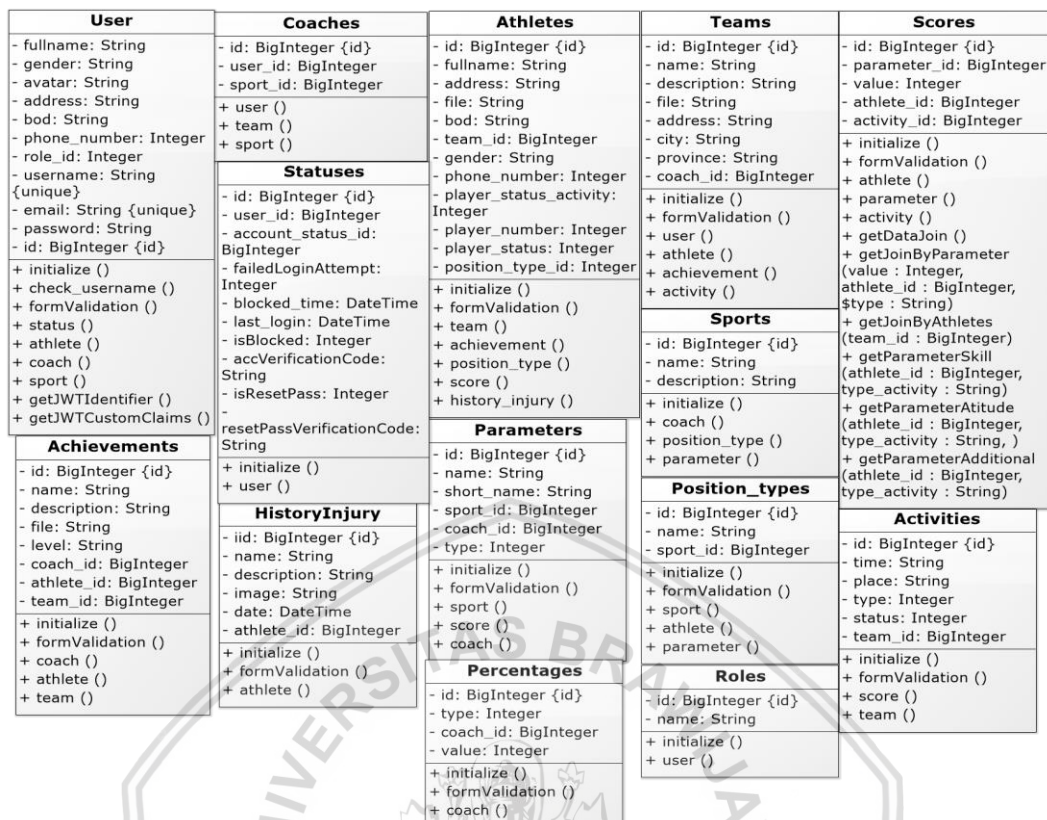 User
- fullname: String
- gender: String
- avatar: String
- address: String
- bod: String
- phone_number: Integer
- role_id: Integer
- username: String
{unique}
- email: String {unique}
- password: String
- id: BigInteger {id}
+ initialize ()
+ check_username ()
+ formValidation ()
+ status ()
+ athlete ()
+ coach ()
+ sport ()
+ getJWTIdentifier ()
+ getJWTCustomClaims ()
Achievements
- id: BigInteger {id}
- name: String
- description: String
- file: String
- level: String
- coach_id: BigInteger
- athlete_id: BigInteger
- team_id: BigInteger
+ initialize ()
+ formValidation ()
+ coach ()
+ athlete ()
+ team ()
Coaches
- id: BigInteger {id}
- user_id: BigInteger
- sport_id: BigInteger
+ user ()
+ team ()
+ sport ()
Statuses
- id: BigInteger {id}
- user_id: BigInteger
- account_status_id:
BigInteger
- failedLoginAttempt:
Integer
- blocked_time: DateTime
- last_login: DateTime
- isBlocked: Integer
- accVerificationCode:
String
- isResetPass: Integer
-
resetPassVerificationCode:
String
+ initialize ()
+ user ()
HistoryInjury
- iid: BigInteger {id}
- name: String
- description: String
- image: String
- date: DateTime
- athlete_id: BigInteger
+ initialize ()
+ formValidation ()
+ athlete ()
Athletes
- id: BigInteger {id}
- fullname: String
- address: String
- file: String
- bod: String
- team_id: BigInteger
- gender: String
- phone_number: Integer
- player_status_activity:
Integer
- player_number: Integer
- player_status: Integer
- position_type_id: Integer
+ initialize ()
+ formValidation ()
+ team ()
+ achievement ()
+ position_type ()
+ score ()
+ history_injury ()
Parameters
- id: BigInteger {id}
- name: String
- short_name: String
- sport_id: BigInteger
- coach_id: BigInteger
- type: Integer
+ initialize ()
+ formValidation ()
+ sport ()
+ score ()
+ coach ()
Percentages
- id: BigInteger {id}
- type: Integer
- coach_id: BigInteger
- value: Integer
+ initialize ()
+ formValidation ()
+ coach ()
Teams
- id: BigInteger {id}
- name: String
- description: String
- file: String
- address: String
- city: String
- province: String
- coach_id: BigInteger
+ initialize ()
+ formValidation ()
+ user ()
+ athlete ()
+ achievement ()
+ activity ()
Sports
- id: BigInteger {id}
- name: String
- description: String
+ initialize ()
+ coach ()
+ position_type ()
+ parameter ()
Position_types
- id: BigInteger {id}
- name: String
- sport_id: BigInteger
+ initialize ()
+ formValidation ()
+ sport ()
+ athlete ()
+ parameter ()
Roles
- id: BigInteger {id}
- name: String
+ initialize ()
+ user ()
Scores
- id: BigInteger {id}
- parameter_id: BigInteger
- value: Integer
- athlete_id: BigInteger
- activity_id: BigInteger
+ initialize ()
+ formValidation ()
+ athlete ()
+ parameter ()
+ activity ()
+ getDataJoin ()
+ getJoinByParameter
(value : Integer,
athlete_id : BigInteger,
$type : String)
+ getJoinByAthletes
(team_id : BigInteger)
+ getParameterSkill
(athlete_id : BigInteger,
type_activity : String)
+ getParameterAtitude
(athlete_id : BigInteger,
type_activity : String, )
+ getParameterAdditional
(athlete_id : BigInteger,
type_activity : String)
Activities
- id: BigInteger {id}
- time: String
- place: String
- type: Integer
- status: Integer
- team_id: BigInteger
+ initialize ()
+ formValidation ()
+ score ()
+ team ()